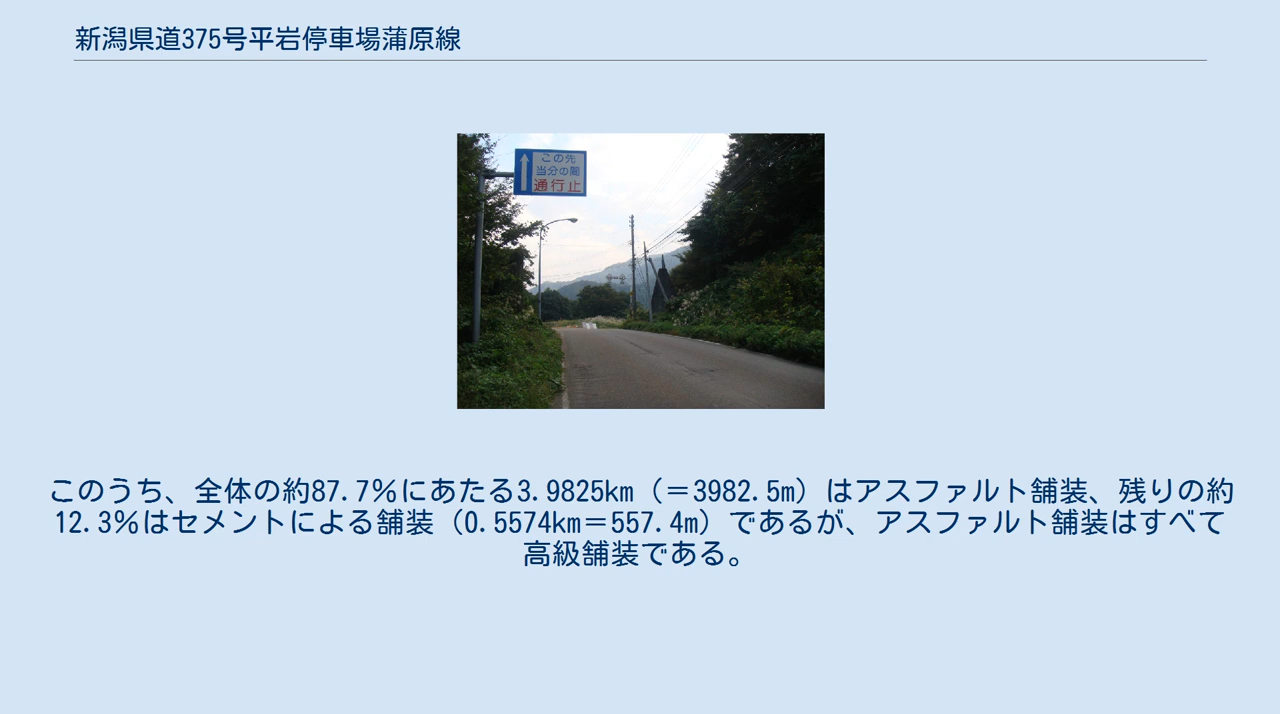 新潟県道375号平岩停車場蒲原線
この先
当分の間
通行止
このうち、全体の約87.7％にあたる3.9825km（＝3982.5m）はアスファルト舗装、残りの約
12.3％はセメントによる舗装（0.5574km＝557.4m）であるが、アスファルト舗装はすべて
高級舗装である。